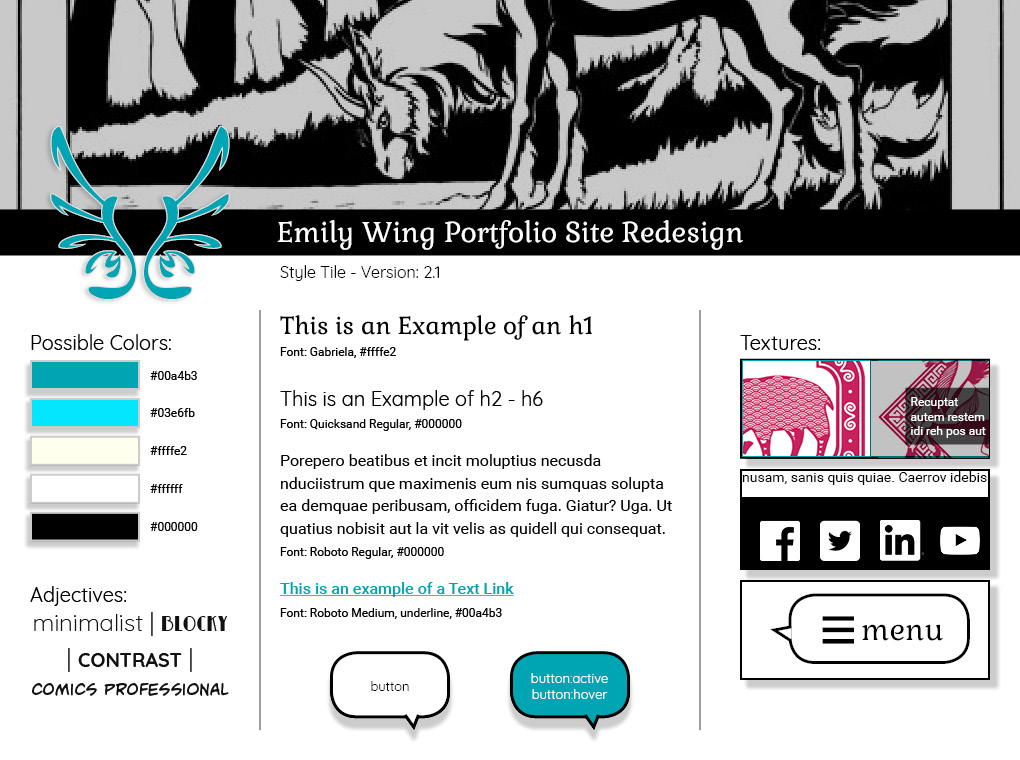 Emily Wing Portfolio Site Redesign
Style Tile - Version: 2.1
Possible Colors:
#00a4b3
#03e6fb
#ffffe2
#ffffff
#000000
Adjectives:
minimalist | BLOCKY
| CONTRAST |
COMICS PROFESSIONAL
This is an Example of an h1
Font: Gabriela, #ffffe2
This is an Example of h2 - h6
Font: Quicksand Regular, #000000
Porepero beatibus et incit moluptius necusda
nduciistrum que maximenis eum nis sumquas solupta
ea demquae peribusam, officidem fuga. Giatur? Uga. Ut
quatius nobisit aut la vit velis as quidell qui consequat.
Font: Roboto Regular, #000000
This is an example of a Text Link
Font: Roboto Medium, underline, #00a4b3
button
button:active
button:hover
Textures:
Recuptat
autem restem
idi reh pos aut
nusam, sanis quis quiae. Caerrov idebis
menu